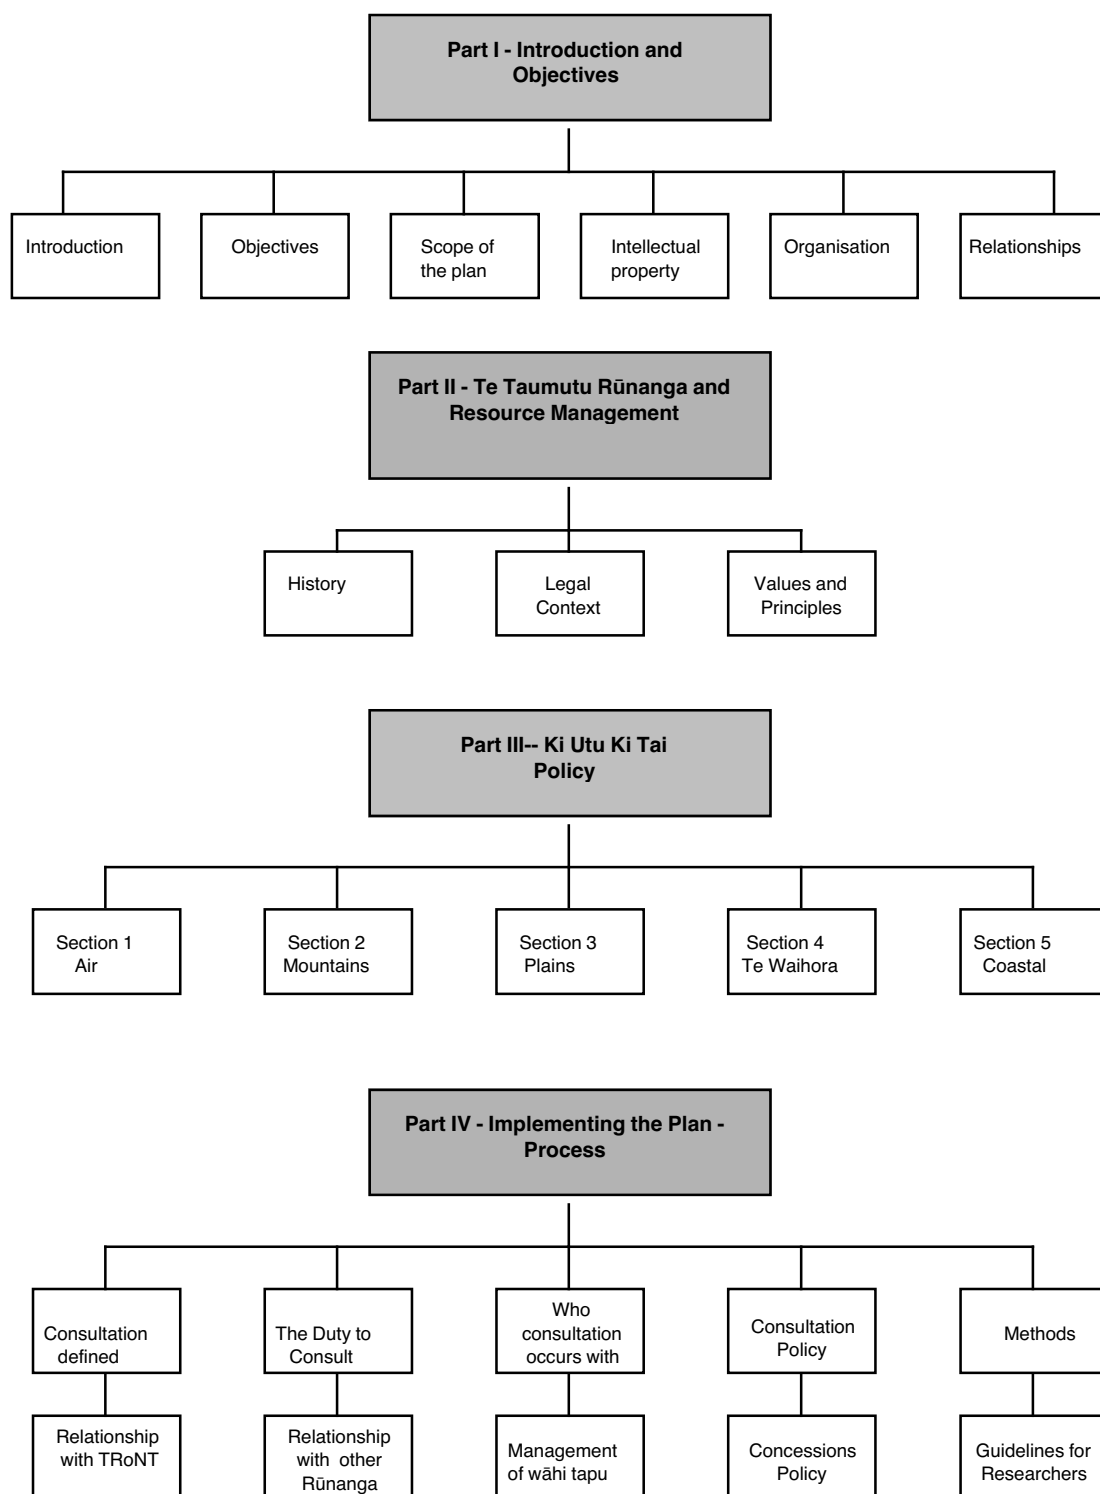 Part I - Introduction and
Objectives
Introduction
Objectives
Scope of
the plan
Intellectual
property
Organisation
Relationships
Part II - Te Taumutu Rūnanga and
Resource Management
History
Legal
Context
Values and
Principles
Part III-- Ki Utu Ki Tai
Policy
Section 1
Air
Section 2
Mountains
Section 3
Plains
Section 4
Te Waihora
Section 5
Coastal
Part IV - Implementing the Plan -
Process
Consultation
defined
The Duty to
Consult
Who
consultation
occurs with
Consultation
Policy
Methods
Relationship
with TRoNT
Relationship
with other
Rūnanga
Management
of wāhi tapu
Concessions
Policy
Guidelines for
Researchers